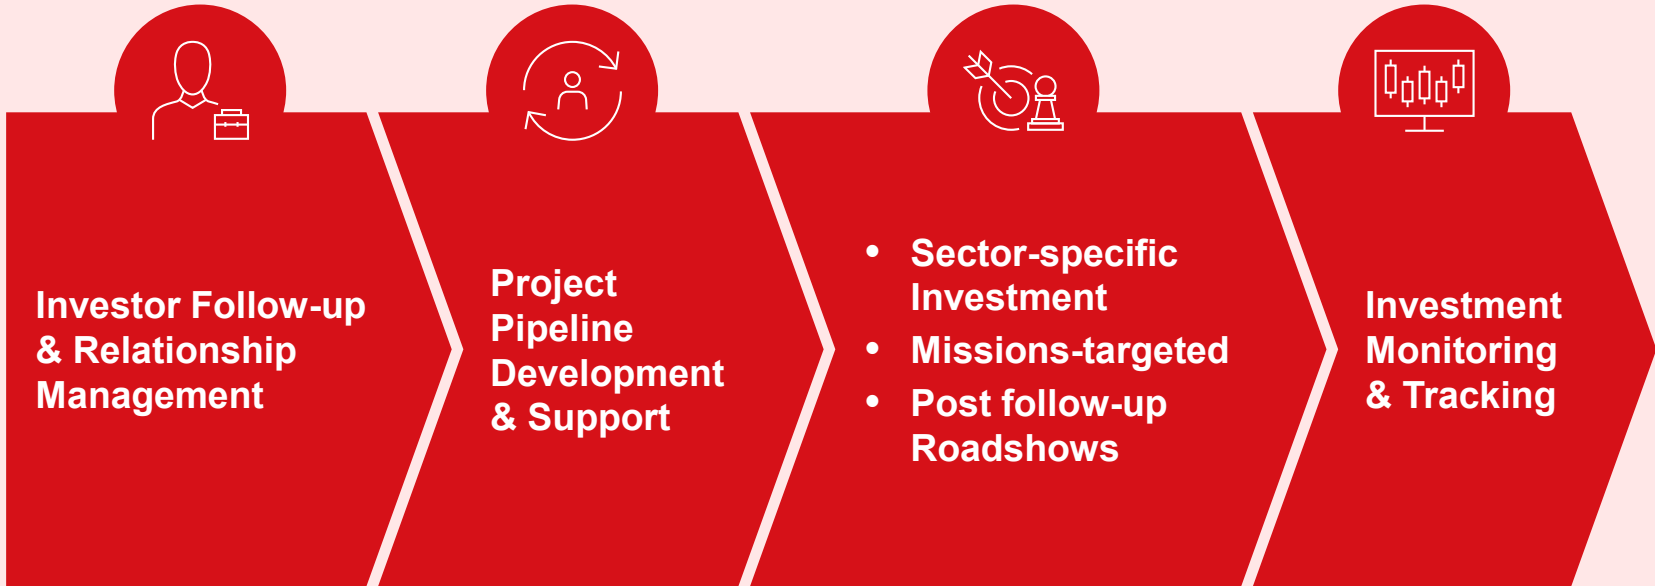 Investor Follow-up
& Relationship
Management
Project
Pipeline
Development
& Support
• Sector-specific
Investment
• Missions-targeted
• Post follow-up
Roadshows
Investment
Monitoring
& Tracking